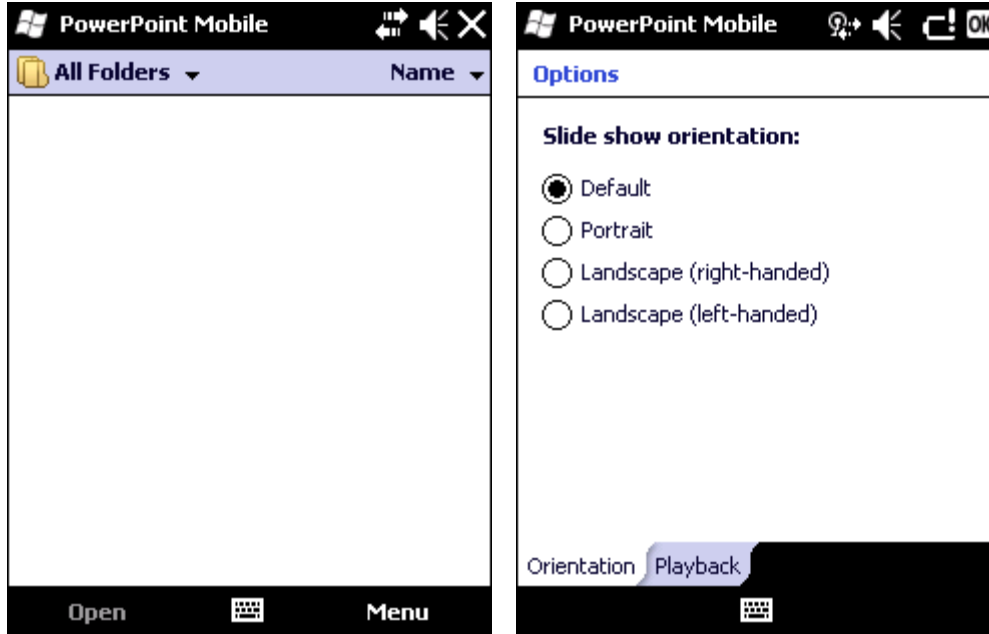 PowerPoint Mobile
All Folders Name
Open Menu
PowerPoint Mobile OK
Options
Slide show orientation:
Default
Portrait
Landscape (right-handed)
Landscape (left-handed)
Orientation Playback